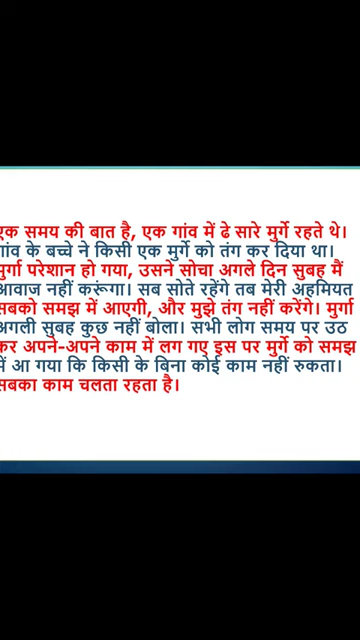 एक समय की बात है, एक गांव में ढे सारे मुर्गे रहते थे।
गांव के बच्चे ने किसी एक मुर्गे को तंग कर दिया था।
मुर्गा परेशान हो गया, उसने सोचा अगले दिन सुबह मैं
आवाज नहीं करूंगा। सब सोते रहेंगे तब मेरी अहमियत
सबको समझ में आएगी, और मुझे तंग नहीं करेंगे। मुर्गा
अगली सुबह कुछ नहीं बोला। सभी लोग समय पर उठ
कर अपने-अपने काम में लग गए इस पर मुर्गे को समझ
में आ गया कि किसी के बिना कोई काम नहीं रुकता।
सबका काम चलता रहता है।